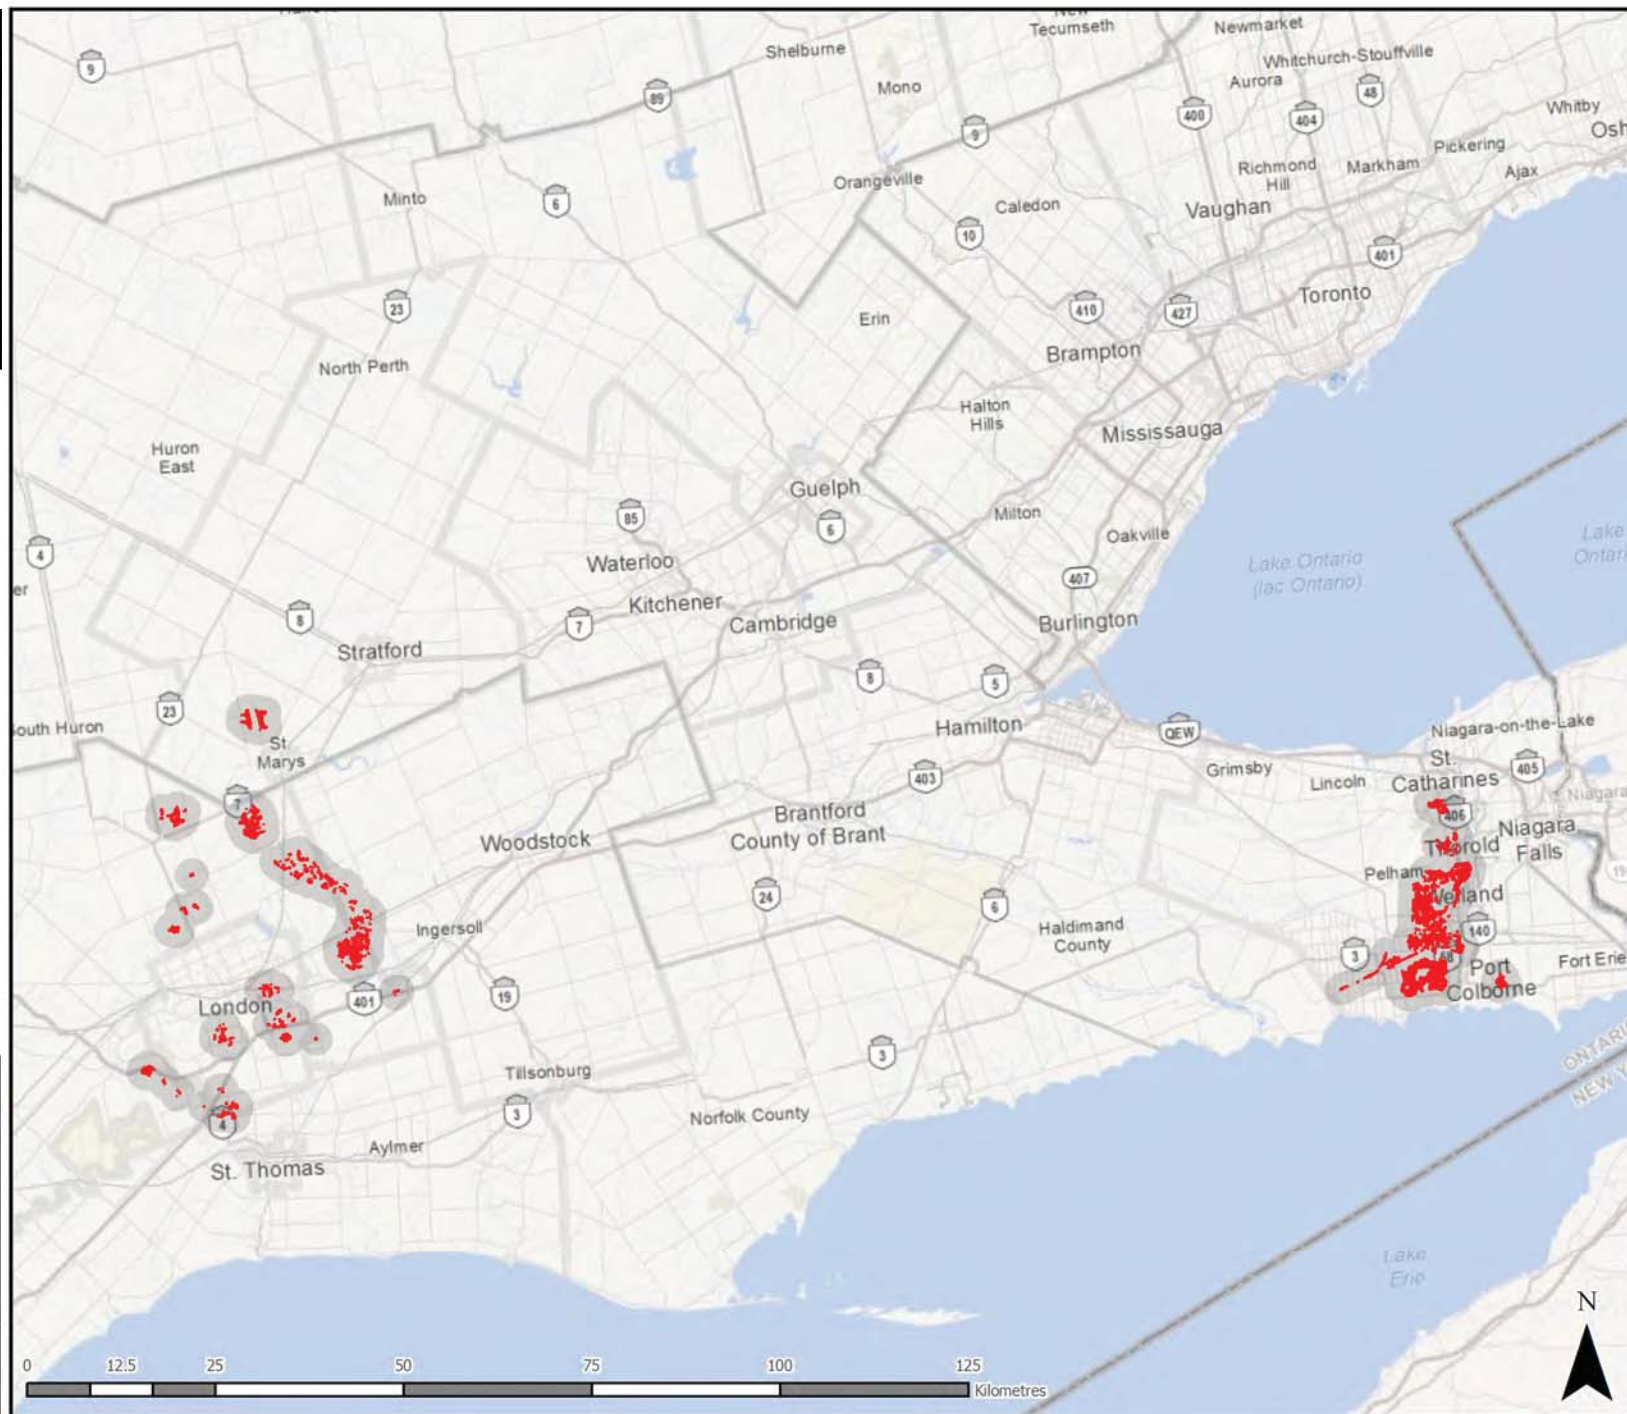 Tecumseth
Newmarket
Shelburne
Whitchurch-Stouffville
9
Mono
Aurora
89
48
400
404
Whitby
9
Osh
Pickering
Richmond
Hill
Markham
Ajax
Orangeville
Minto
6
Caledon
Vaughan
10
401
Toronto
23
410
427
Erin
Brampton
North Perth
Halton
Hills
Mississauga
Huron
East
Guelph
85
6
Milton
Oakville
4
Waterloo
Lake Ontario
(lac Ontario)
Lake
407
er
Kitchener
8
7
Cambridge
Burlington
Stratford
8
5
23
South Huron
St.
Marys
Hamilton
QEW
Niagara-on-the-Lake
St.
Catharines
405
403
Grimsby
Lincoln
7
Niagara
Brantford
County of Brant
406
Woodstock
Thorold
Niagara
Falls
Pelham
24
6
Welland
Ingersoll
Haldimand
County
140
3
Port
Colborne
Fort Erie
London
401
19
3
ONTARIO
NEW Y
Tillsonburg
4
3
Norfolk County
Aylmer
St. Thomas
Lake
Erie
N
0 12.5 25 50 75 100 125
Kilometres